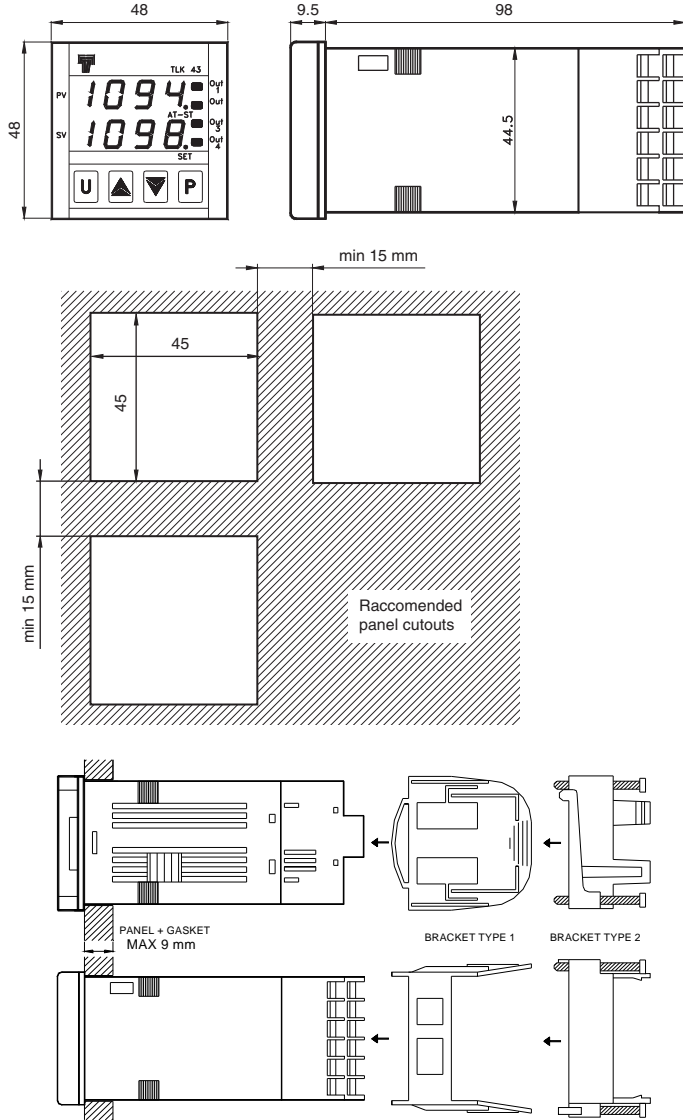 48
9.5
98
48
TLK 43
PV
1094.
Out
1
Out
AT-ST
SV
1098.
Out
3
Out
4
SET
U
P
44.5
min 15 mm
45
45
min 15 mm
Raccomended
panel cutouts
PANEL + GASKET
MAX 9 mm
BRACKET TYPE 1
BRACKET TYPE 2